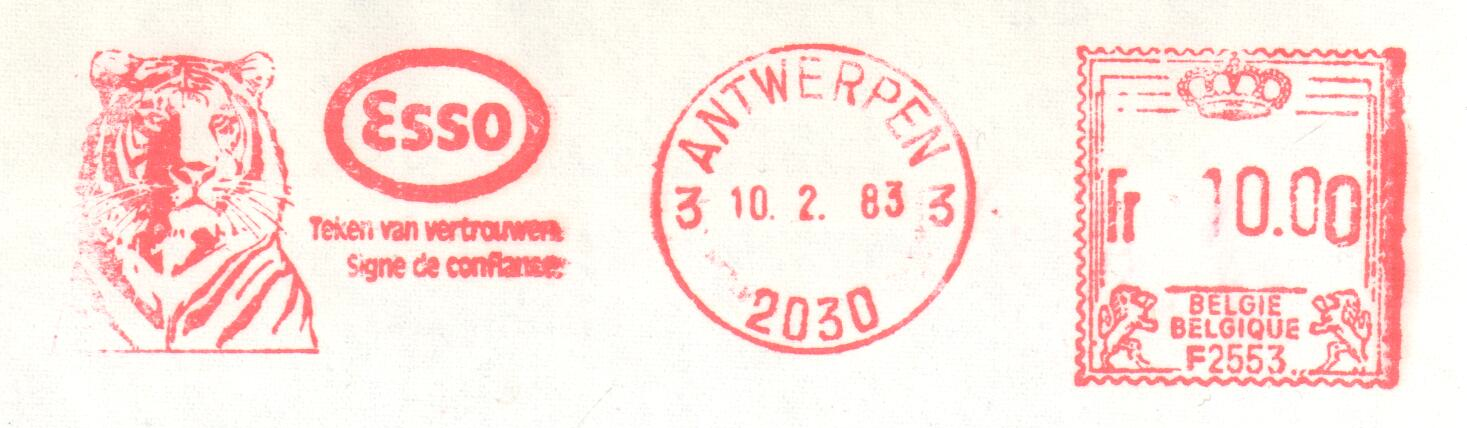 Esso
Teken van vertrouwen
Signe de confiance
ANTWERPEN
3 10. 2. 83 3
2030
Fr 10.00
BELGIE
BELGIQUE
F2553